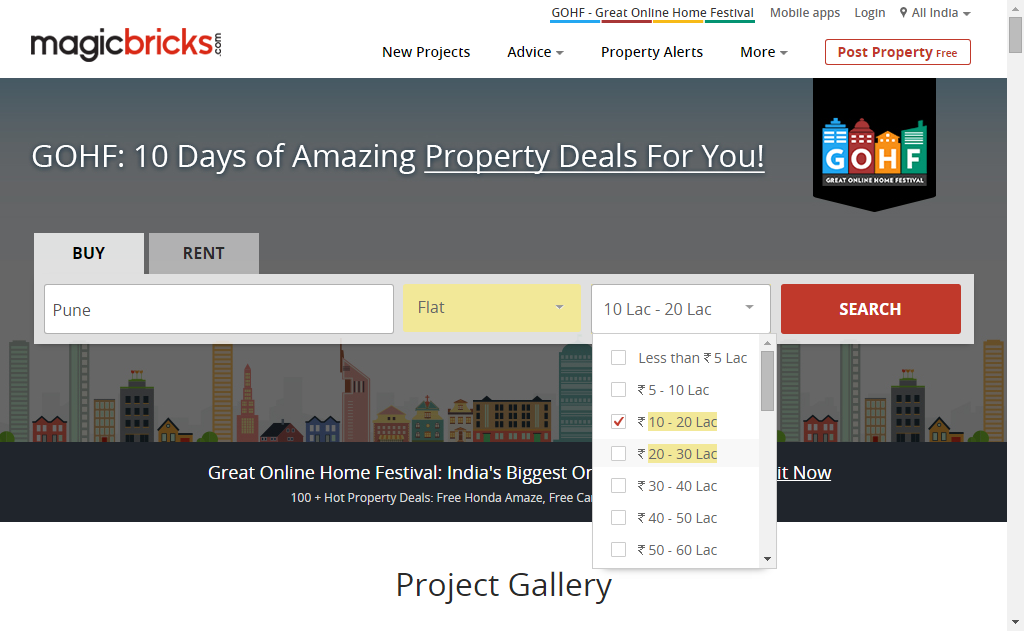 GOHF - Great Online Home Festival Mobile apps Login All India
magicbricks.com
New Projects Advice Property Alerts More Post Property Free
GOHF: 10 Days of Amazing Property Deals For You!
GOHF
GREAT ONLINE HOME FESTIVAL
BUY RENT
Pune Flat 10 Lac - 20 Lac SEARCH
Less than ₹ 5 Lac
₹ 5 - 10 Lac
₹ 10 - 20 Lac
₹ 20 - 30 Lac
₹ 30 - 40 Lac
₹ 40 - 50 Lac
₹ 50 - 60 Lac
Great Online Home Festival: India's Biggest On it Now
100 + Hot Property Deals: Free Honda Amaze, Free Car
Project Gallery